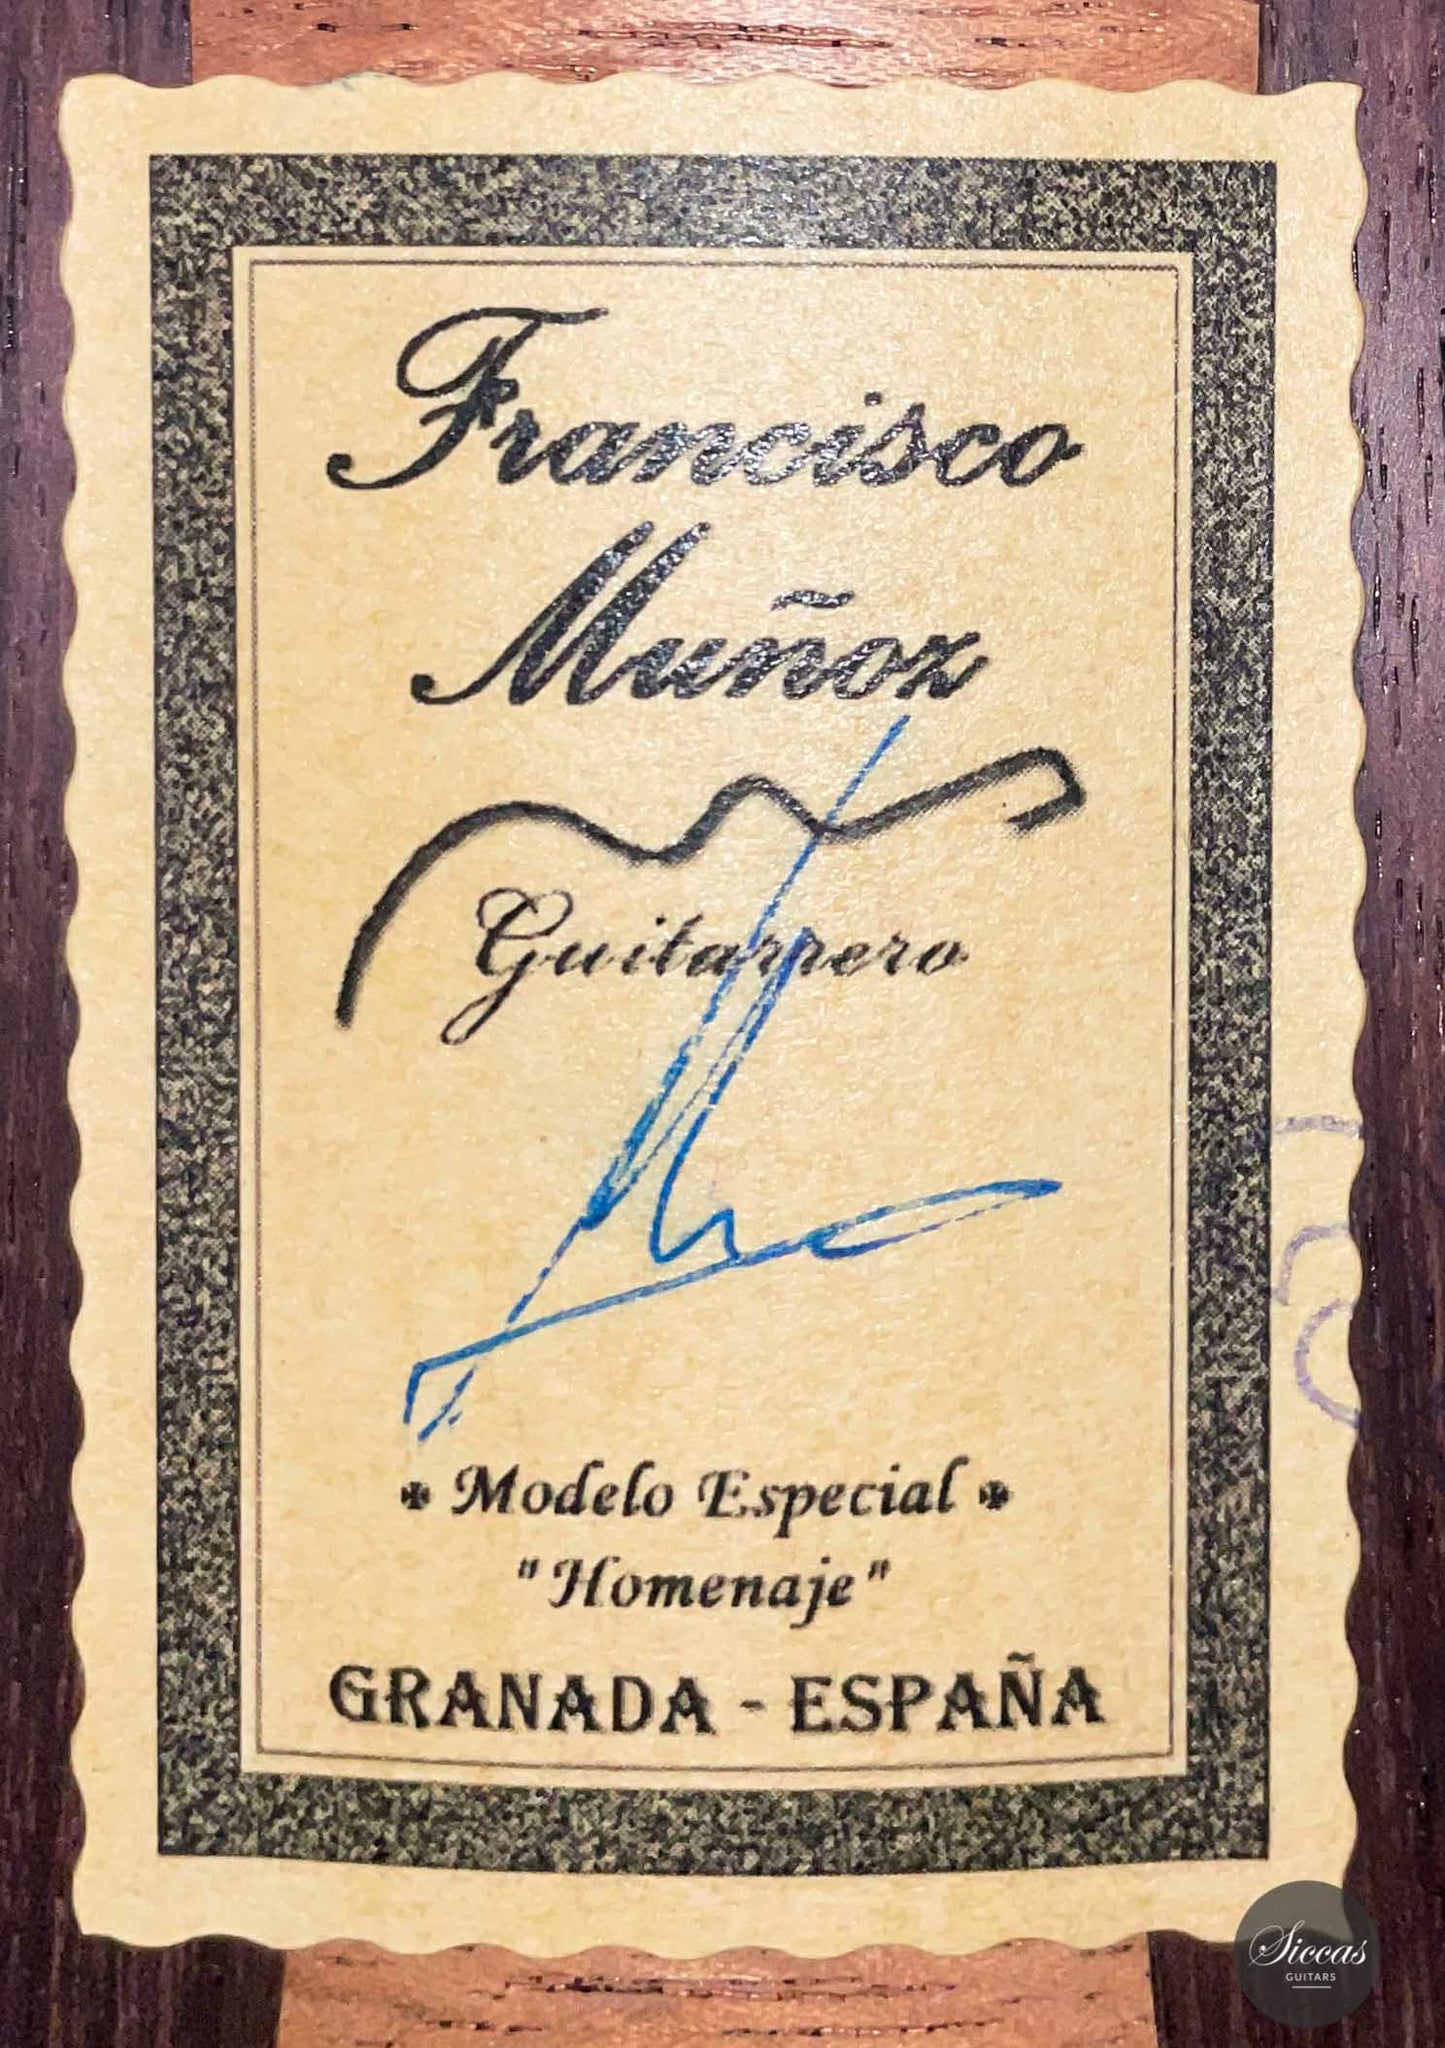 Francisco
Muñoz
Guitarrero
Modelo Especial
"Homenaje"
GRANADA - ESPAÑA
Siccas
GUITARS